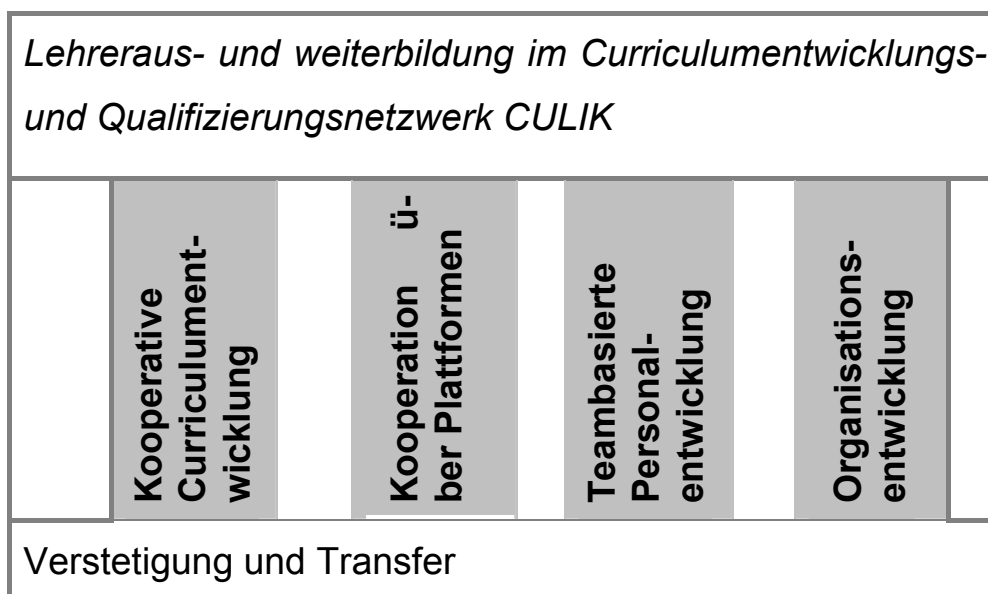 Lehreraus- und weiterbildung im Curriculumentwicklungs-
und Qualifizierungsnetzwerk CULIK
Kooperative
Curriculument-
wicklung
Kooperation ü-
ber Plattformen
Teambasierte
Personal-
entwicklung
Organisations-
entwicklung
Verstetigung und Transfer